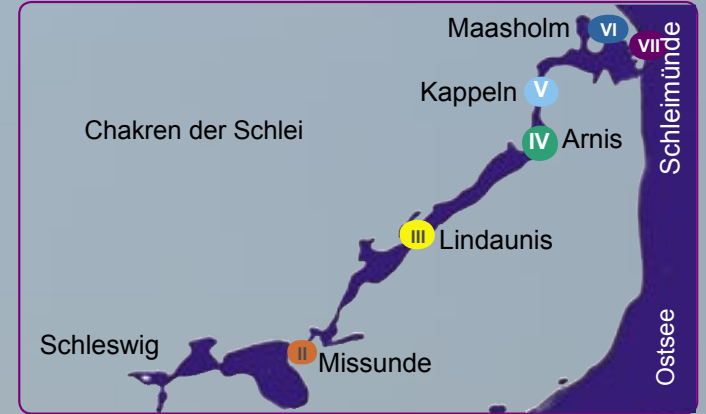 Maasholm VI
VII
Schleimünde
Kappeln V
Chakren der Schlei
IV Arnis
III Lindaunis
Ostsee
Schleswig
II Missunde